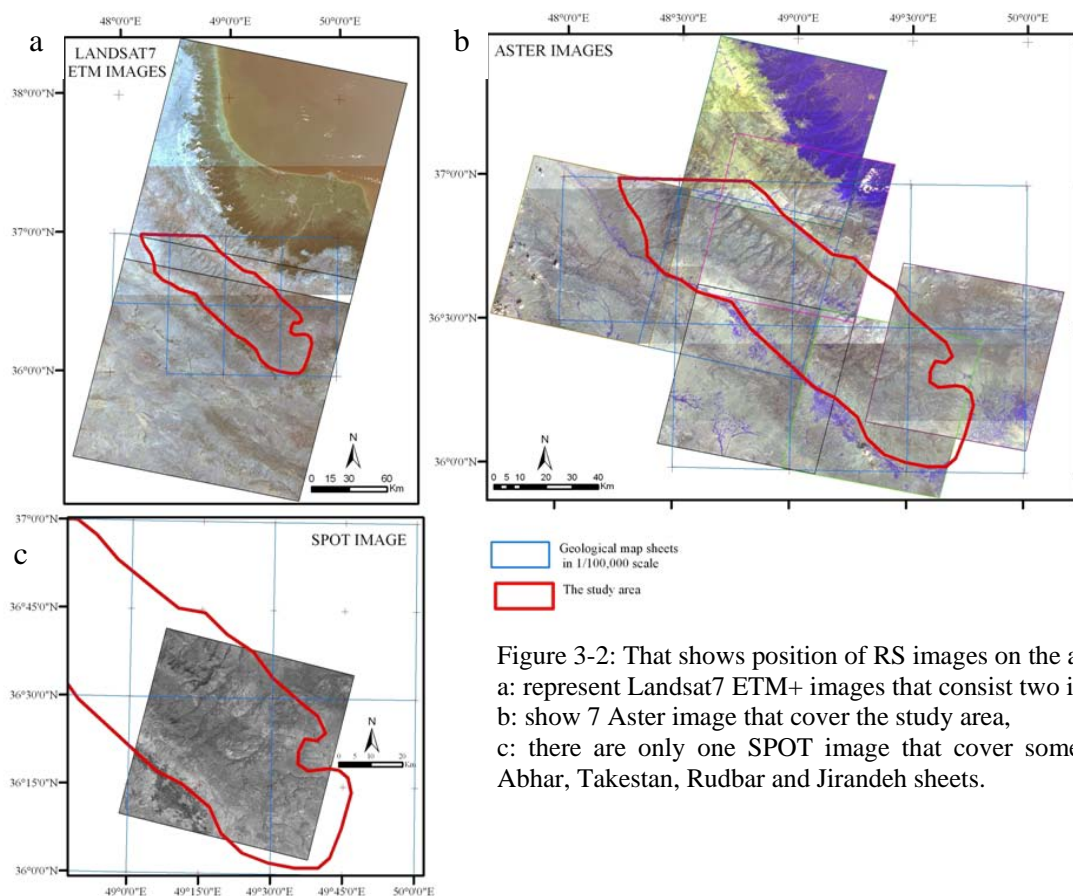 a
LANDSAT7
ETM IMAGES
48°0'0"E 49°0'0"E 50°0'0"E
38°0'0"N
37°0'0"N
36°0'0"N
N
0 15 30 60
Km
b
ASTER IMAGES
48°0'0"E 48°30'0"E 49°0'0"E 49°30'0"E 50°0'0"E
37°0'0"N
36°30'0"N
36°0'0"N
N
0 5 10 20 30 40
Km
c
SPOT IMAGE
37°0'0"N
36°45'0"N
36°30'0"N
36°15'0"N
36°0'0"N
N
0 10 20
Km
49°0'0"E 49°15'0"E 49°30'0"E 49°45'0"E 50°0'0"E
Geological map sheets
in 1/100,000 scale
The study area
Figure 3-2: That shows position of RS images on the a
a: represent Landsat7 ETM+ images that consist two i
b: show 7 Aster image that cover the study area,
c: there are only one SPOT image that cover some
Abhar, Takestan, Rudbar and Jirandeh sheets.